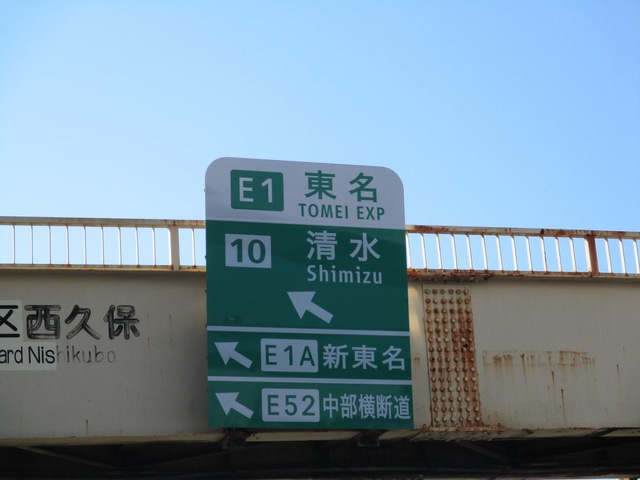 E1 東名
TOMEI EXP
10 清水
Shimizu
E1A 新東名
E52 中部横断道
区西久保
ard Nishikubo